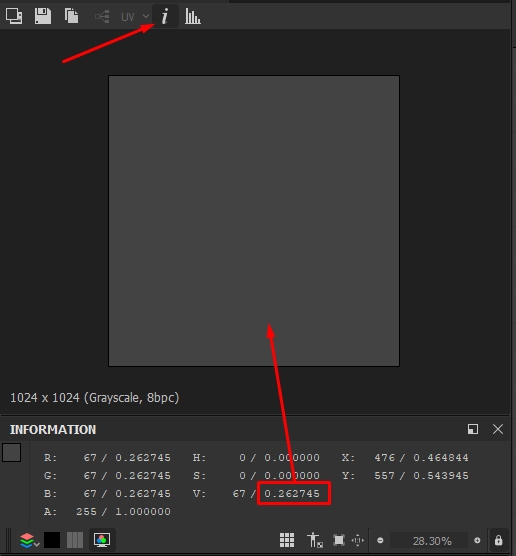 UV
i
1024 x 1024 (Grayscale, 8bpc)
INFORMATION
R: 67 / 0.262745 H: 0 / 0.000000 X: 476 / 0.464844
G: 67 / 0.262745 S: 0 / 0.000000 Y: 557 / 0.543945
B: 67 / 0.262745 V: 67 / 0.262745
A: 255 / 1.000000
28.30%